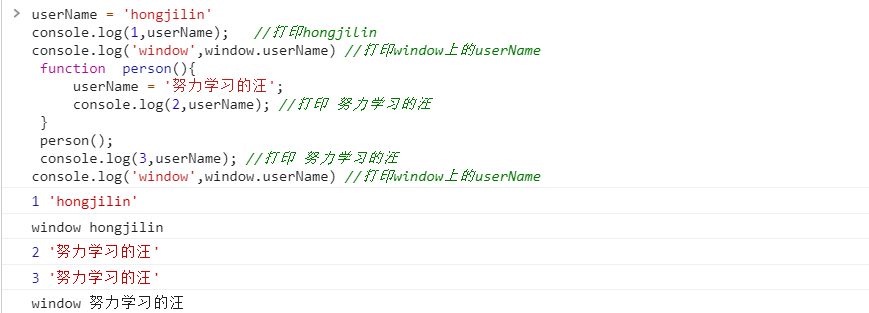 > userName = 'hongjilin'
console.log(1,userName);   //打印hongjilin
console.log('window',window.userName) //打印window上的userName
 function  person(){
     userName = '努力学习的汪';
     console.log(2,userName); //打印 努力学习的汪
 }
 person();
 console.log(3,userName); //打印 努力学习的汪
console.log('window',window.userName) //打印window上的userName
1 'hongjilin'
window hongjilin
2 '努力学习的汪'
3 '努力学习的汪'
window 努力学习的汪